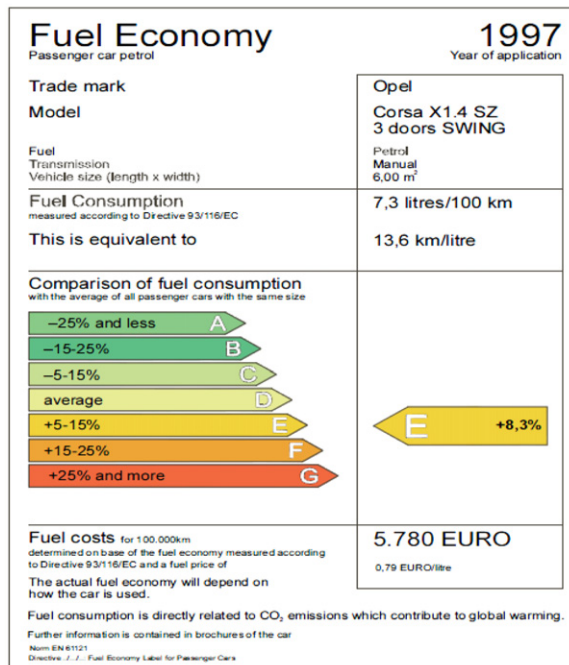 Fuel Economy 1997
Passenger car petrol Year of application
Trade mark Opel
Model Corsa X1.4 SZ
3 doors SWING
Fuel Petrol
Transmission Manual
Vehicle size (length x width) 6,00 m²
Fuel Consumption 7,3 litres/100 km
measured according to Directive 93/116/EC
This is equivalent to 13,6 km/litre
Comparison of fuel consumption
with the average of all passenger cars with the same size
–25% and less A
–15-25% B
–5-15% C
average D
+5-15% E
E +8,3%
+15-25% F
+25% and more G
Fuel costs for 100.000km 5.780 EURO
determined on base of the fuel economy measured according
to Directive 93/116/EC and a fuel price of 0,79 EURO/litre
The actual fuel economy will depend on
how the car is used.
Fuel consumption is directly related to CO₂ emissions which contribute to global warming.
Further information is contained in brochures of the car
Norm EN 61121
Directive ./../.. Fuel Economy Label for Passenger Cars